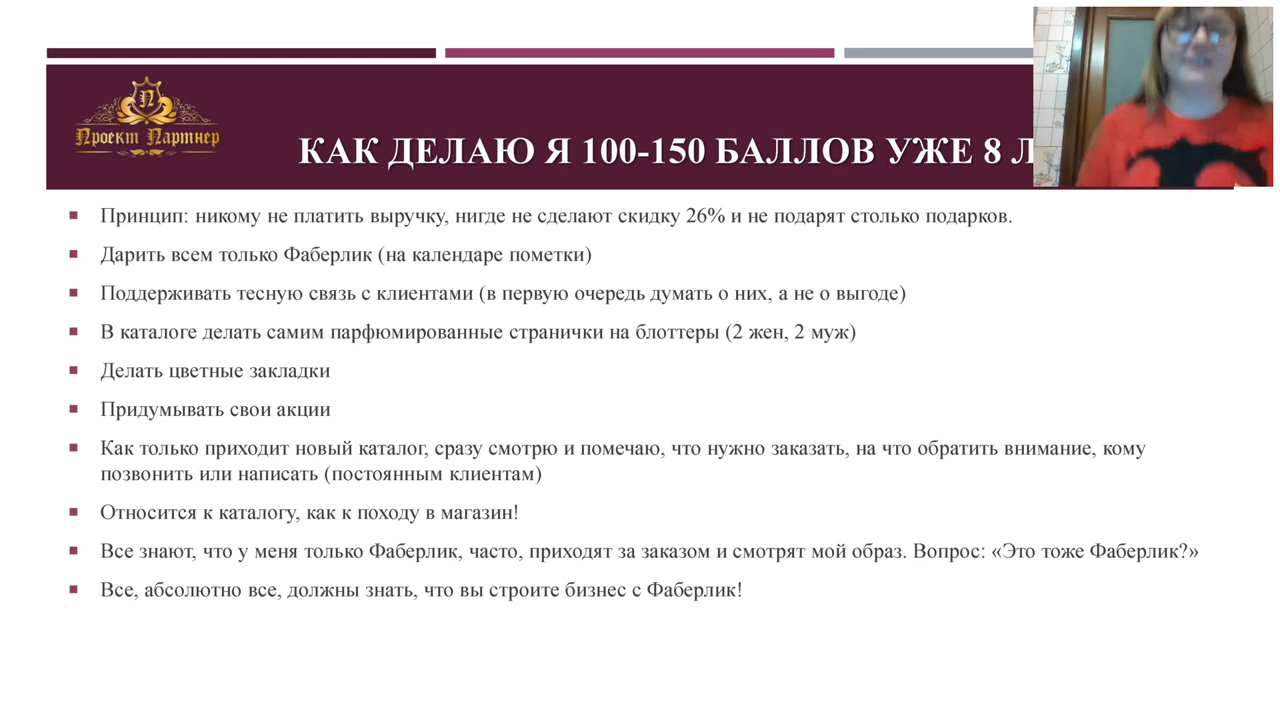 Проект Партнер
КАК ДЕЛАЮ Я 100-150 БАЛЛОВ УЖЕ 8 Л
Принцип: никому не платить выручку, нигде не сделают скидку 26% и не подарят столько подарков.
Дарить всем только Фаберлик (на календаре пометки)
Поддерживать тесную связь с клиентами (в первую очередь думать о них, а не о выгоде)
В каталоге делать самим парфюмированные странички на блоттеры (2 жен, 2 муж)
Делать цветные закладки
Придумывать свои акции
Как только приходит новый каталог, сразу смотрю и помечаю, что нужно заказать, на что обратить внимание, кому
позвонить или написать (постоянным клиентам)
Относится к каталогу, как к походу в магазин!
Все знают, что у меня только Фаберлик, часто, приходят за заказом и смотрят мой образ. Вопрос: «Это тоже Фаберлик?»
Все, абсолютно все, должны знать, что вы строите бизнес с Фаберлик!